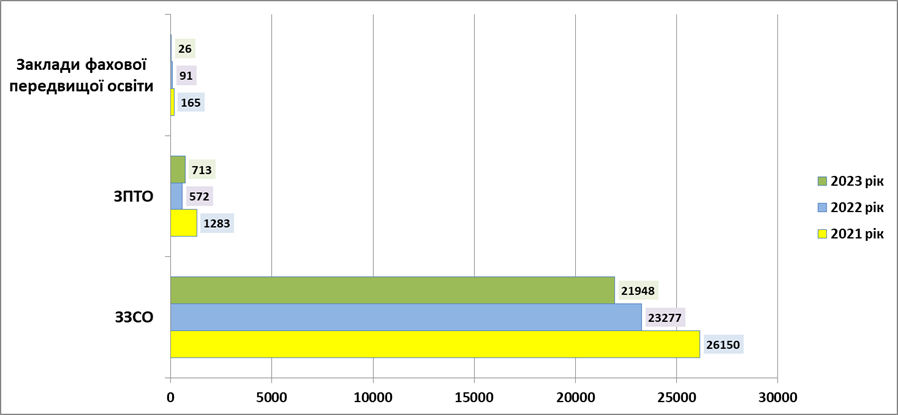 Заклади фахової
передвищої освіти
26
91
165
ЗПТО
713
572
1283
ЗЗСО
21948
23277
26150
0 5000 10000 15000 20000 25000 30000
2023 рік
2022 рік
2021 рік